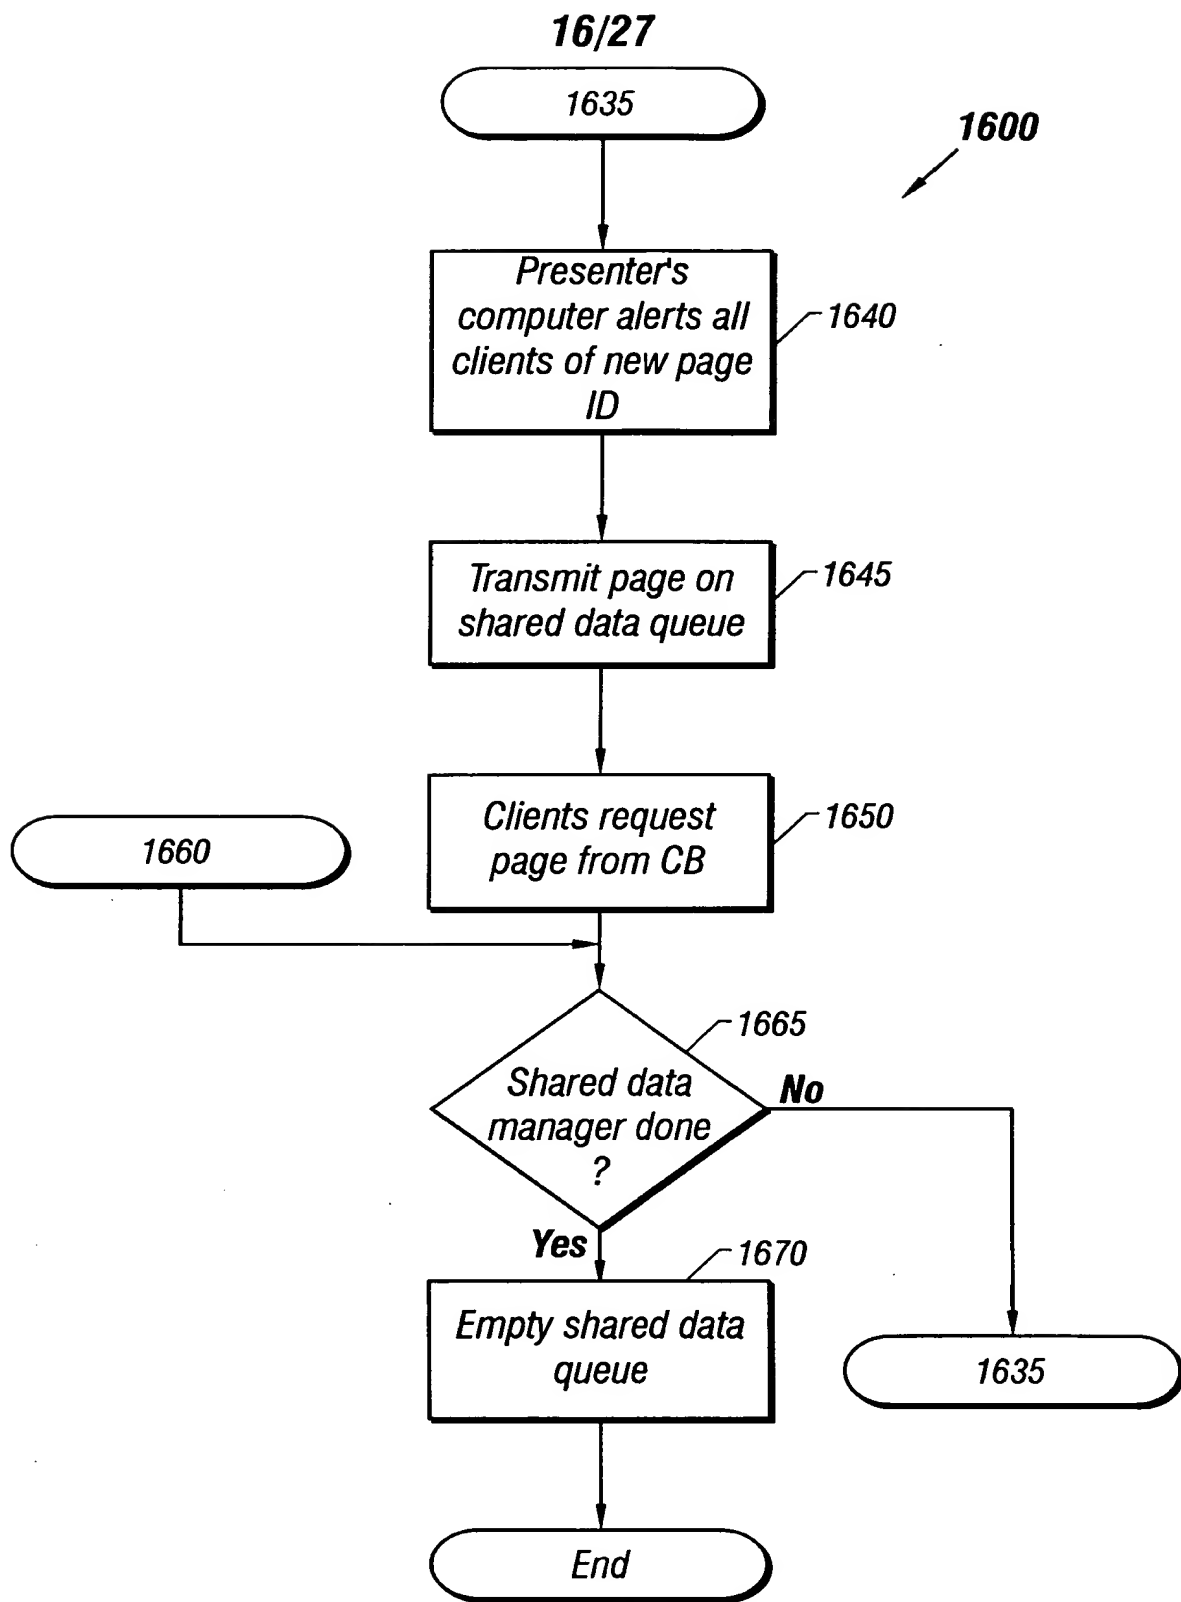 16/27
1635
1600
Presenter's
computer alerts all
clients of new page
ID
1640
Transmit page on
shared data queue
1645
Clients request
page from CB
1650
1660
1665
Shared data
manager done
?
No
Yes
1670
Empty shared data
queue
1635
End